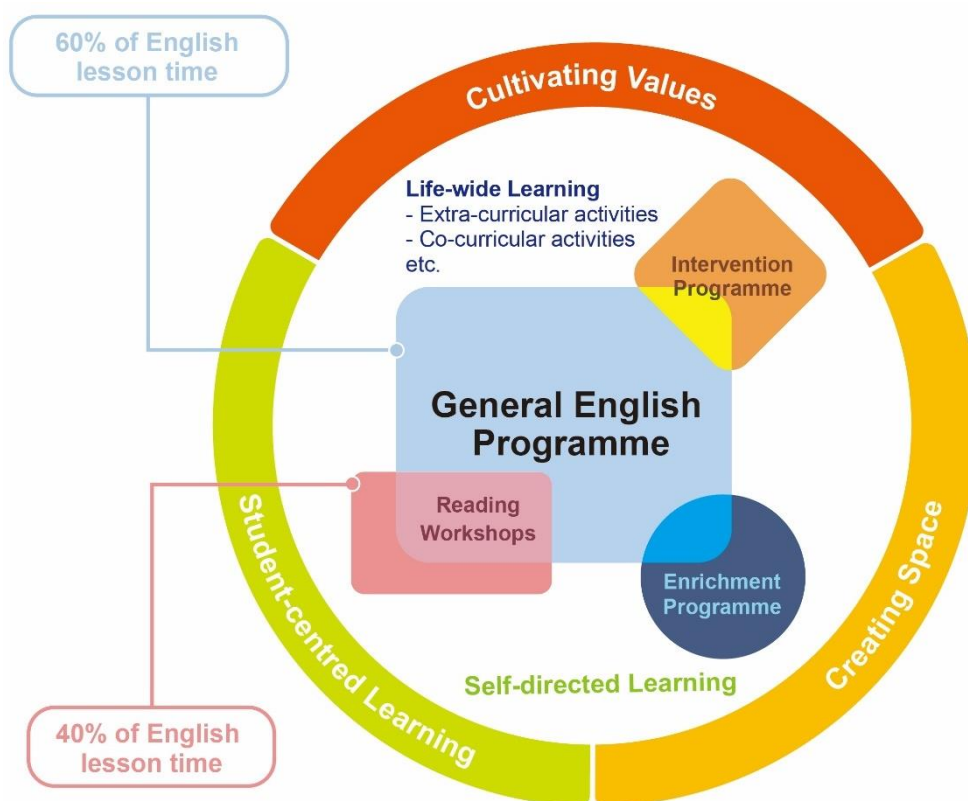 60% of English
lesson time
Cultivating Values
Life-wide Learning
- Extra-curricular activities
- Co-curricular activities
etc.
Intervention
Programme
General English
Programme
Reading
Workshops
Enrichment
Programme
Student-centred Learning
Creating Space
Self-directed Learning
40% of English
lesson time